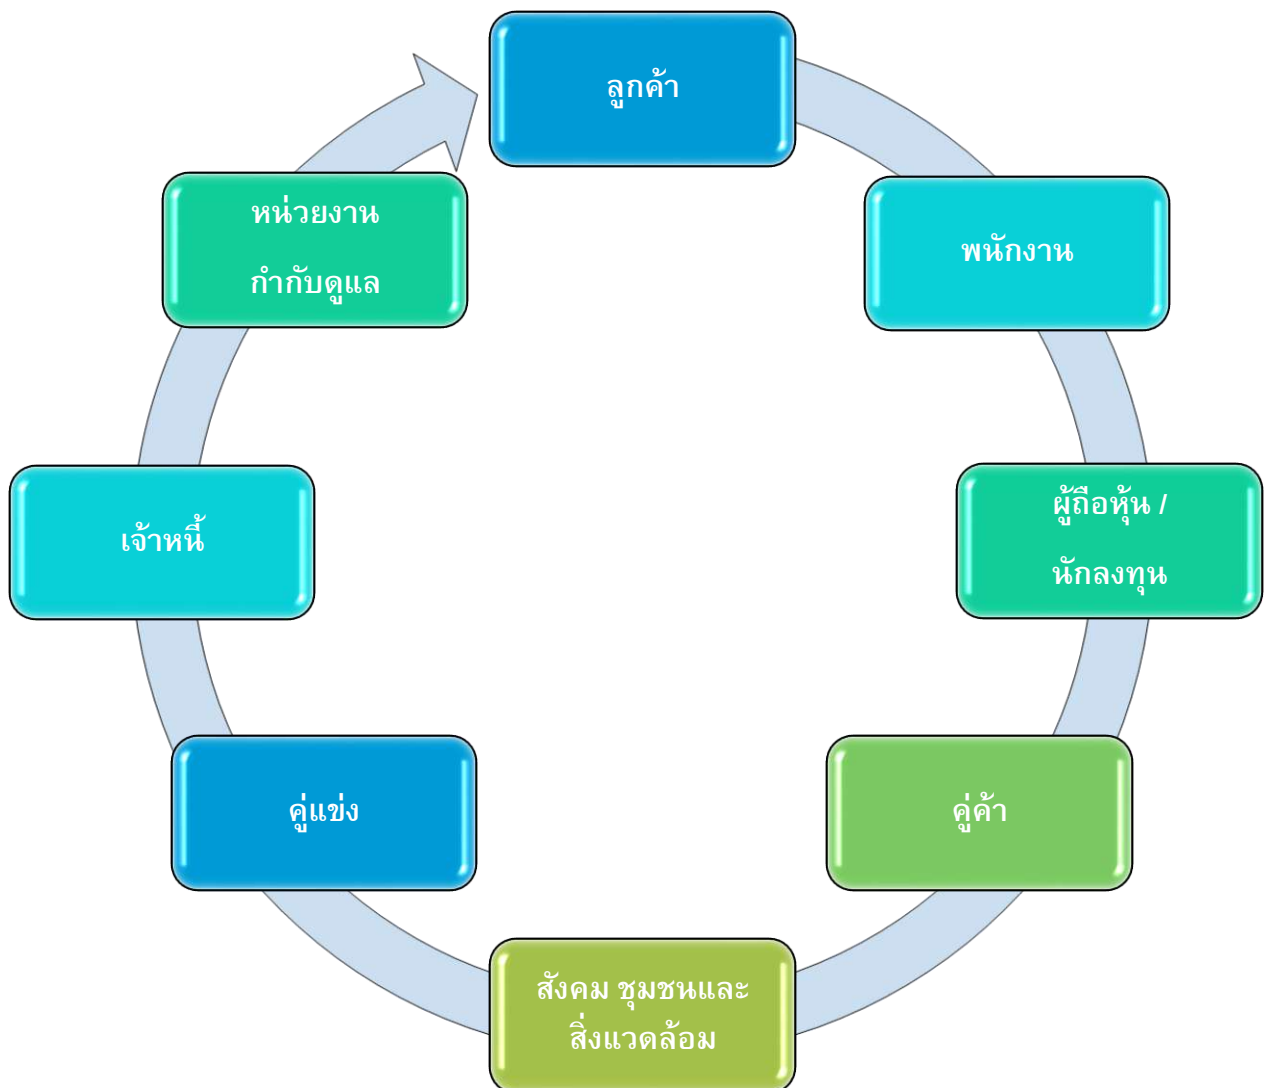 ลูกค้า
พนักงาน
ผู้ถือหุ้น /
นักลงทุน
คู่ค้า
สังคม ชุมชนและ
สิ่งแวดล้อม
คู่แข่ง
เจ้าหนี้
หน่วยงาน
กำกับดูแล